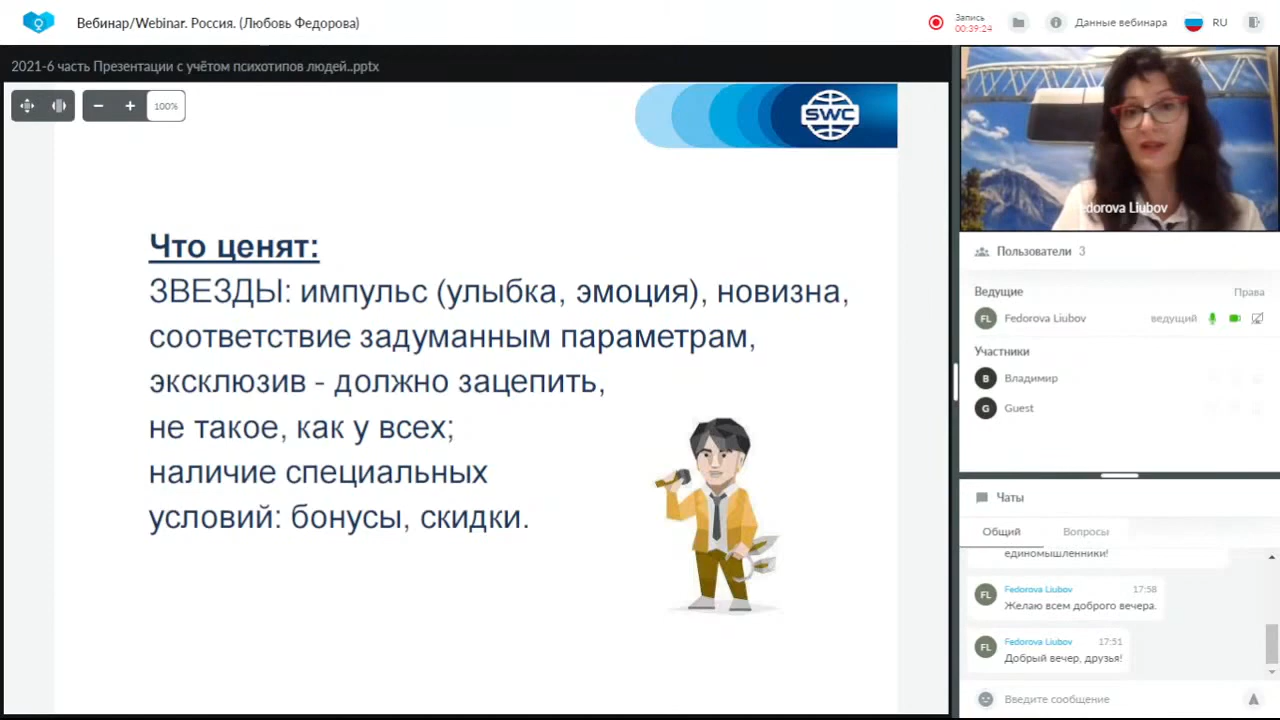 Вебинар/Webinar. Россия. (Любовь Федорова)
Запись
00:39:24
Данные вебинара
RU
2021-6 часть Презентации с учётом психотипов людей..pptx
100%
SWC
Что ценят:
ЗВЕЗДЫ: импульс (улыбка, эмоция), новизна,
соответствие задуманным параметрам,
эксклюзив - должно зацепить,
не такое, как у всех;
наличие специальных
условий: бонусы, скидки.
Fedorova Liubov
Пользователи 3
Ведущие Права
FL Fedorova Liubov ведущий
Участники
В Владимир
G Guest
Чаты
Общий Вопросы
единомышленники!
FL Fedorova Liubov 17:58
Желаю всем доброго вечера.
FL Fedorova Liubov 17:51
Добрый вечер, друзья!
Введите сообщение